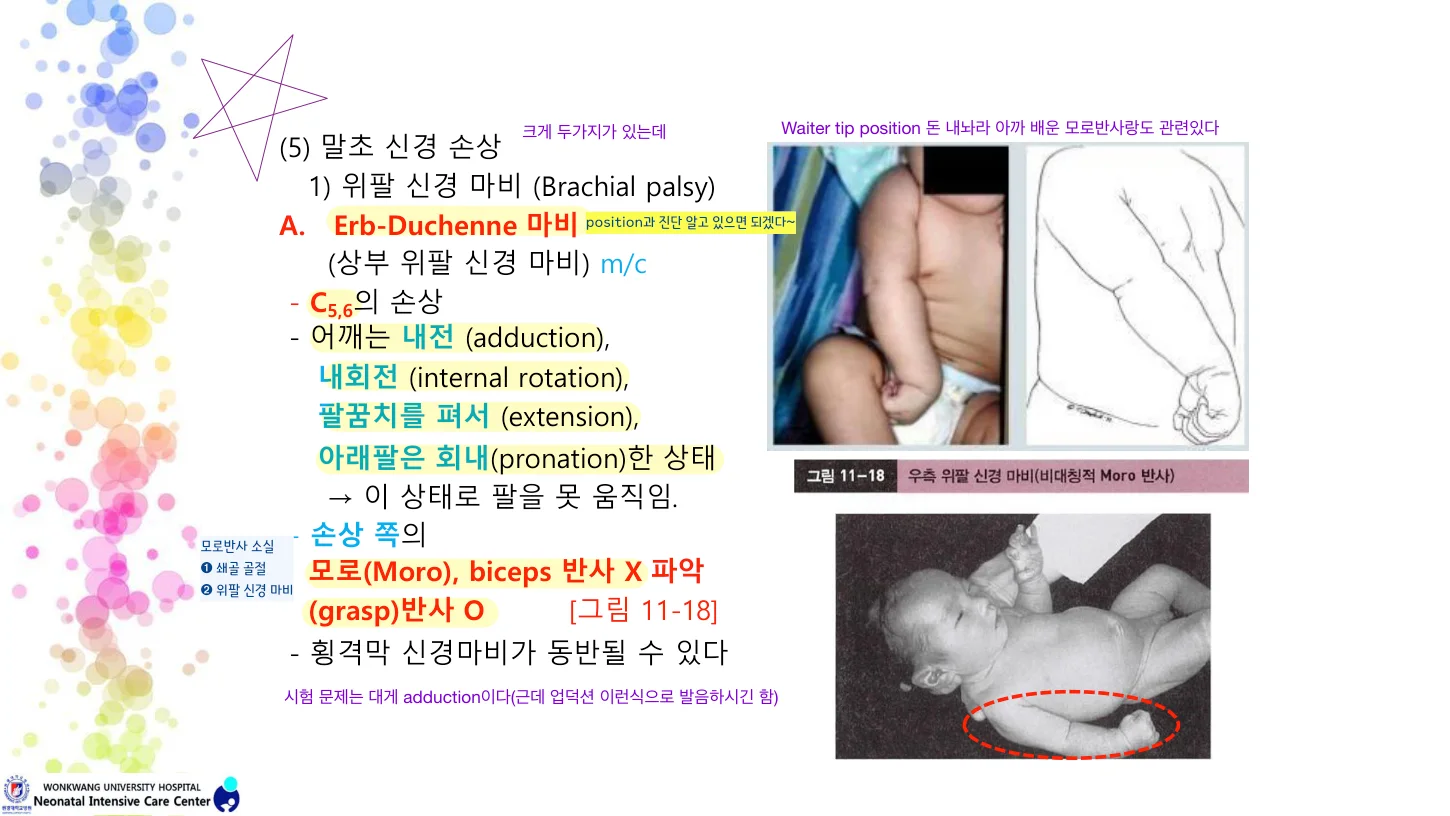 크게 두가지가 있는데
(5) 말초 신경 손상
1) 위팔 신경 마비 (Brachial palsy)
A. Erb-Duchenne 마비 position과 진단 알고 있으면 되겠다~
(상부 위팔 신경 마비) m/c
- C5,6의 손상
- 어깨는 내전 (adduction),
내회전 (internal rotation),
팔꿈치를 펴서 (extension),
아래팔은 회내(pronation)한 상태
→ 이 상태로 팔을 못 움직임.
- 손상 쪽의
모로(Moro), biceps 반사 X 파악
(grasp)반사 O [그림 11-18]
- 횡격막 신경마비가 동반될 수 있다
모로반사 소실
❶ 쇄골 골절
❷ 위팔 신경 마비
시험 문제는 대게 adduction이다(근데 업덕션 이런식으로 발음하시긴 함)
Waiter tip position 돈 내놔라 아까 배운 모로반사랑도 관련있다
그림 11-18 우측 위팔 신경 마비(비대칭적 Moro 반사)
WONKWANG UNIVERSITY HOSPITAL
Neonatal Intensive Care Center